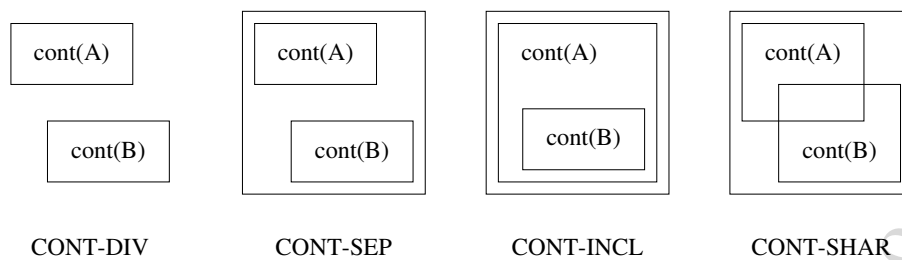 cont(A) cont(A) cont(A) cont(A)
cont(B) cont(B) cont(B) cont(B)
CONT-DIV CONT-SEP CONT-INCL CONT-SHAR